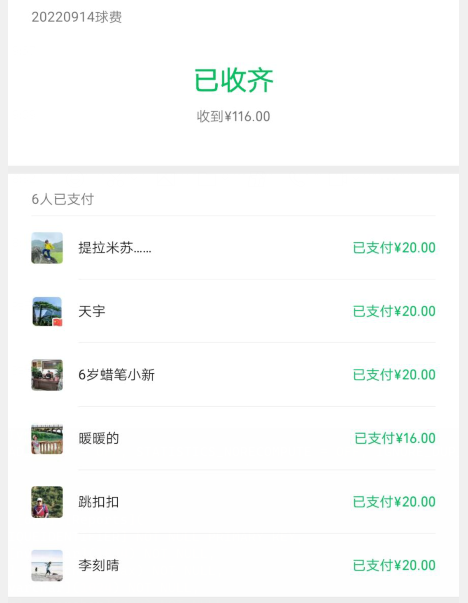 20220914球费
已收齐
收到¥116.00
6人已支付
提拉米苏…… 已支付¥20.00
天宇 已支付¥20.00
6岁蜡笔小新 已支付¥20.00
暖暖的 已支付¥16.00
跳扣扣 已支付¥20.00
李刻晴 已支付¥20.00